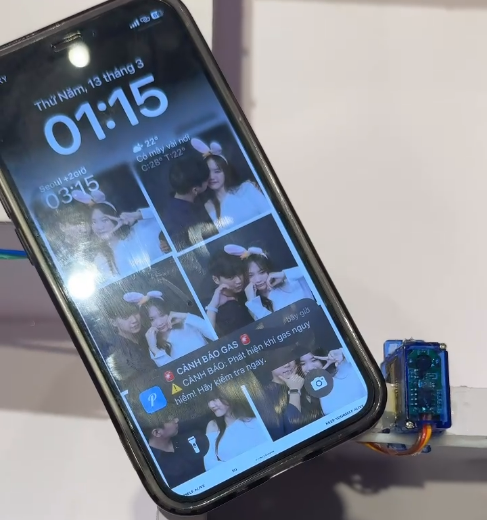 Thứ Năm, 13 tháng 3
01:15
Seoul +2giờ
03:15
22°
Có mây vài nơi
C:28° T:22°
bây giờ
🚨 CẢNH BÁO GAS 🚨
⚠️ CẢNH BÁO: Phát hiện khí gas nguy
hiểm! Hãy kiểm tra ngay.